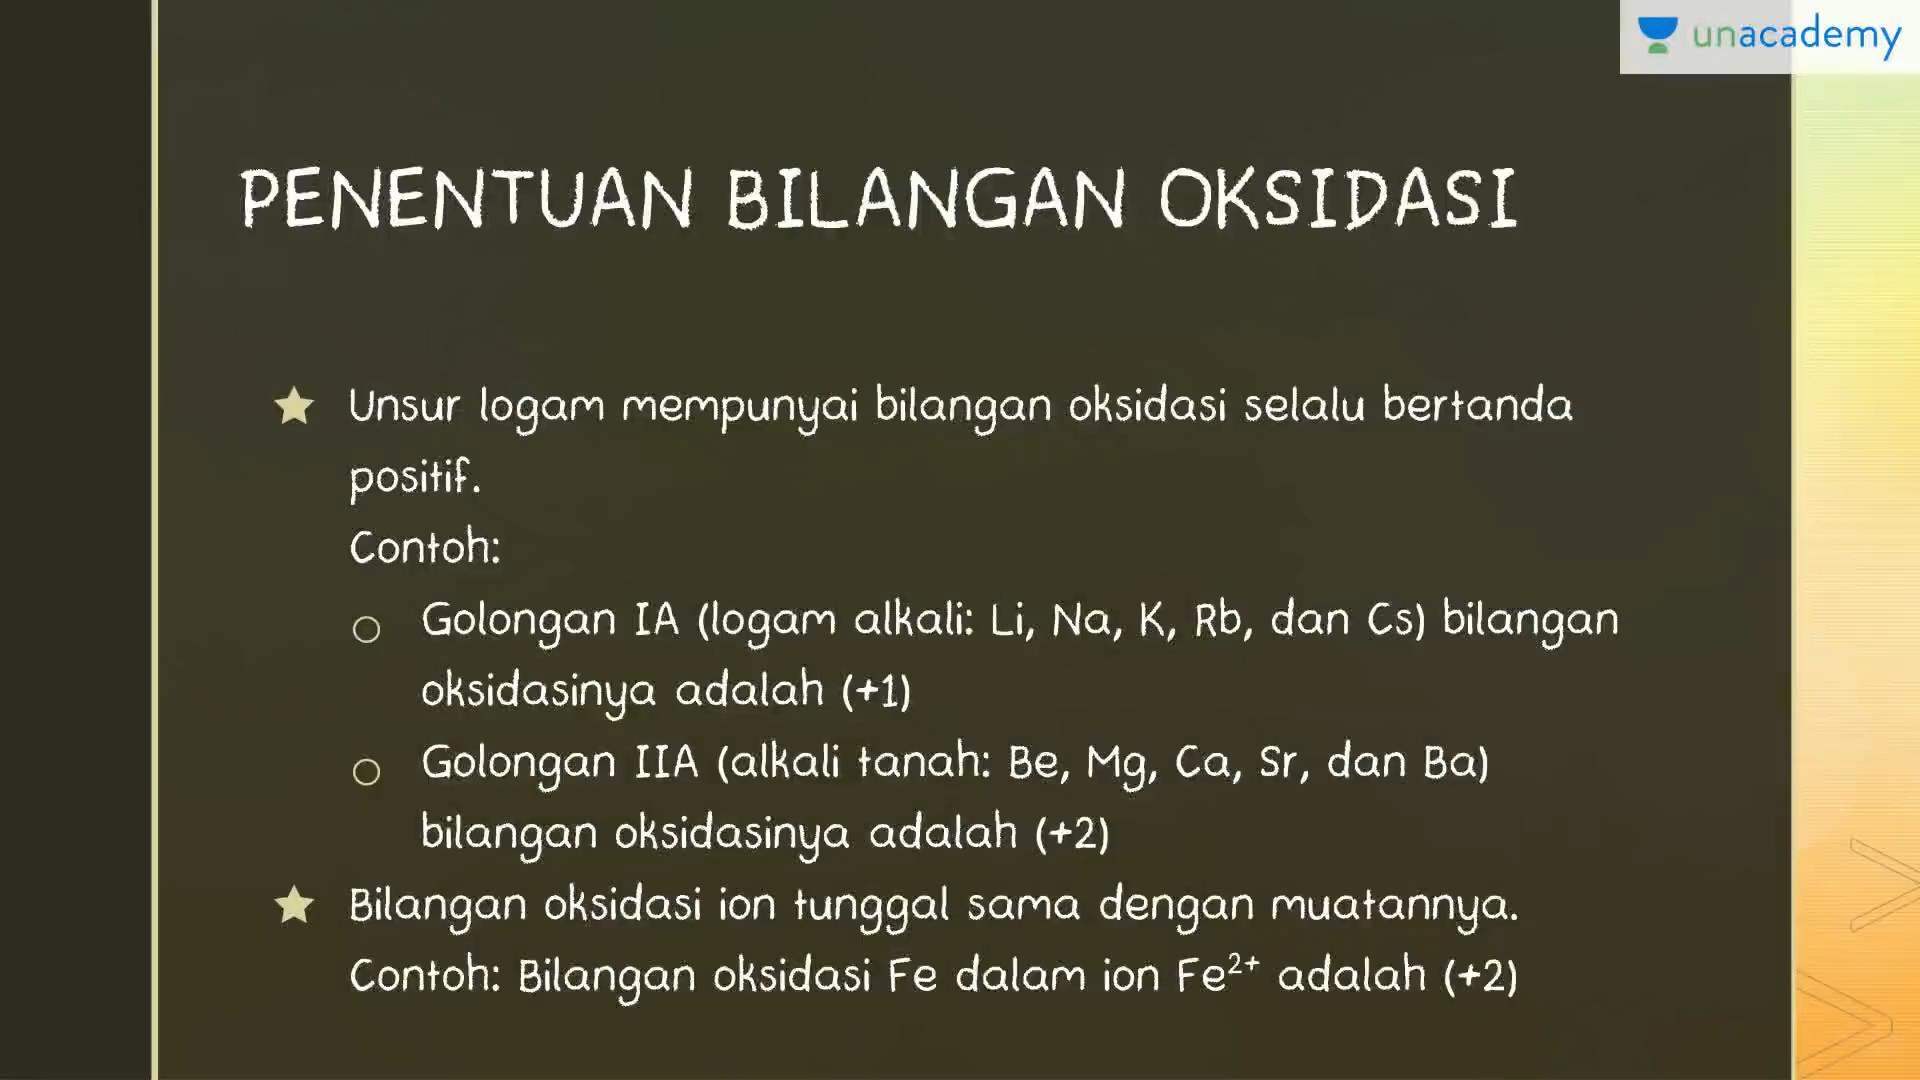 unacademy
PENENTUAN BILANGAN OKSIDASI
Unsur logam mempunyai bilangan oksidasi selalu bertanda
positif.
Contoh:
Golongan IA (logam alkali: Li, Na, K, Rb, dan Cs) bilangan
oksidasinya adalah (+1)
Golongan IIA (alkali tanah: Be, Mg, Ca, Sr, dan Ba)
bilangan oksidasinya adalah (+2)
Bilangan oksidasi ion tunggal sama dengan muatannya.
Contoh: Bilangan oksidasi Fe dalam ion Fe²⁺ adalah (+2)